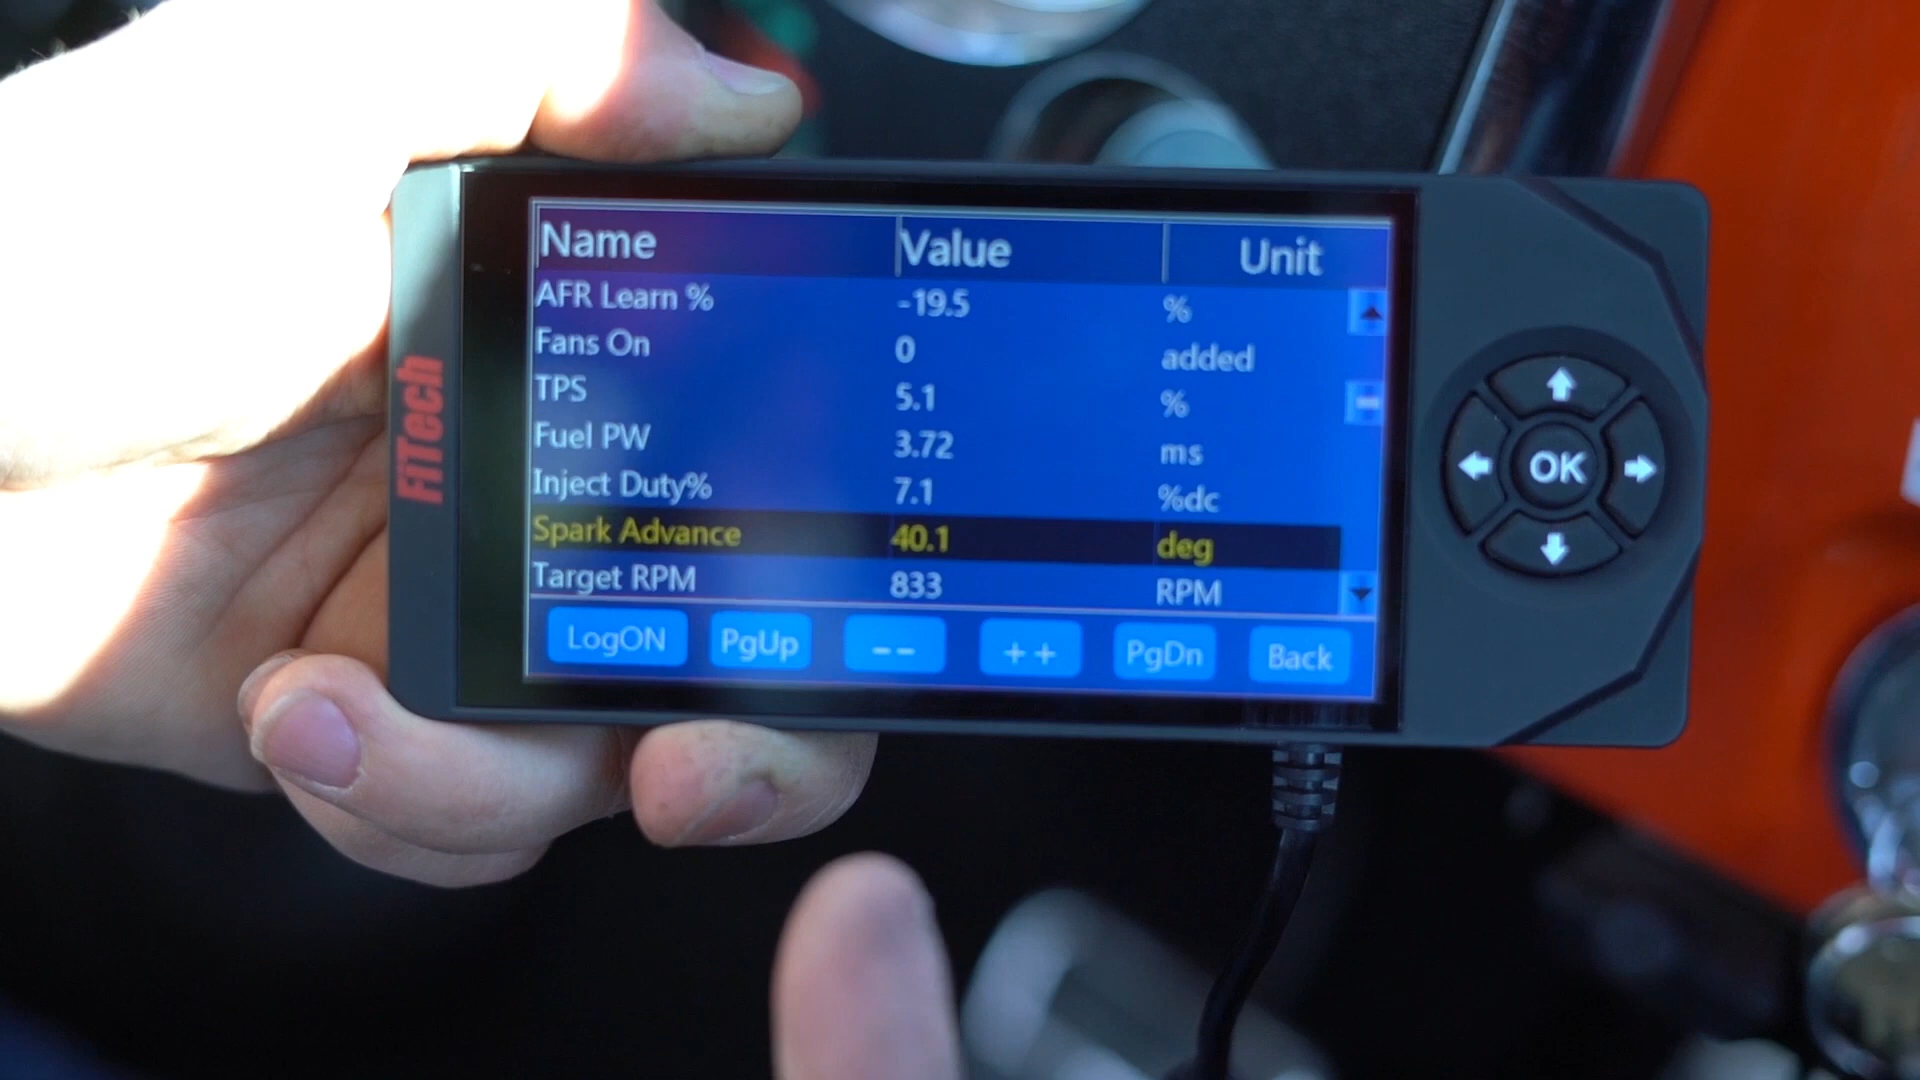 FiTech
Name Value Unit
AFR Learn % -19.5 %
Fans On 0 added
TPS 5.1 %
Fuel PW 3.72 ms
Inject Duty% 7.1 %dc
Spark Advance 40.1 deg
Target RPM 833 RPM
LogON PgUp -- ++ PgDn Back
OK